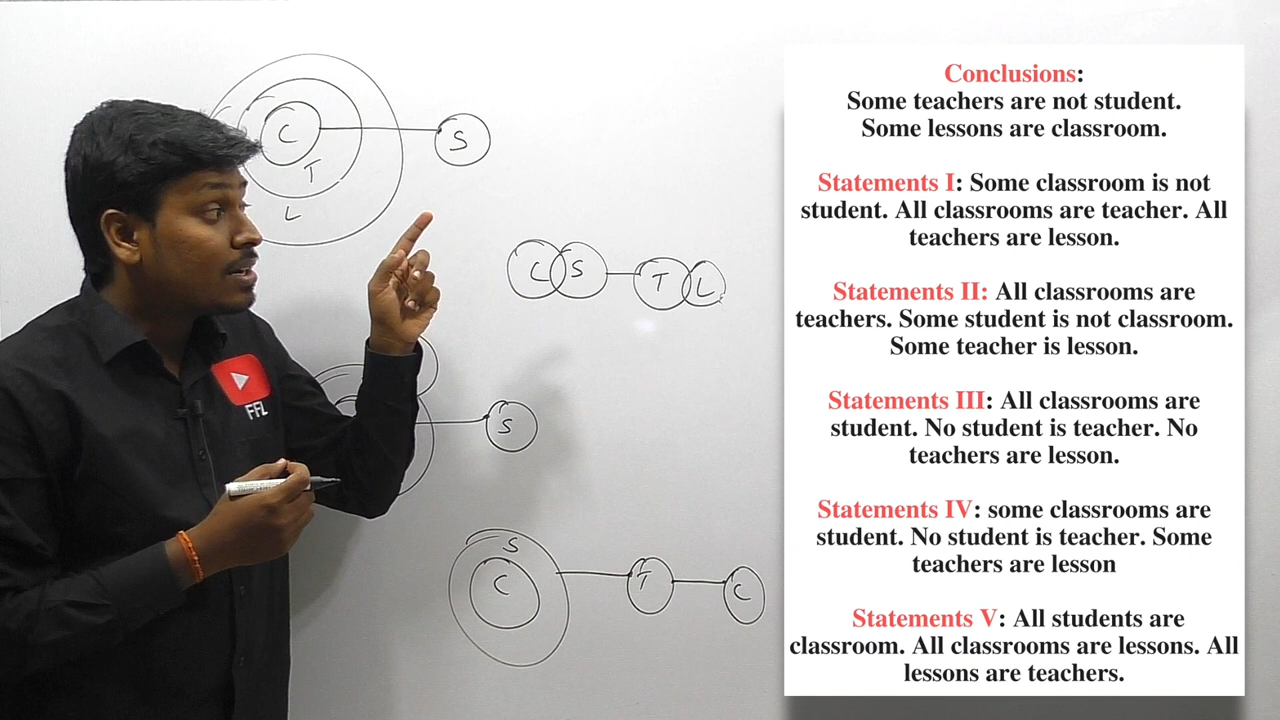 C
T
L
S
S T L
FFL
S
S
C
T
C
Conclusions:
Some teachers are not student.
Some lessons are classroom.
Statements I: Some classroom is not
student. All classrooms are teacher. All
teachers are lesson.
Statements II: All classrooms are
teachers. Some student is not classroom.
Some teacher is lesson.
Statements III: All classrooms are
student. No student is teacher. No
teachers are lesson.
Statements IV: some classrooms are
student. No student is teacher. Some
teachers are lesson
Statements V: All students are
classroom. All classrooms are lessons. All
lessons are teachers.